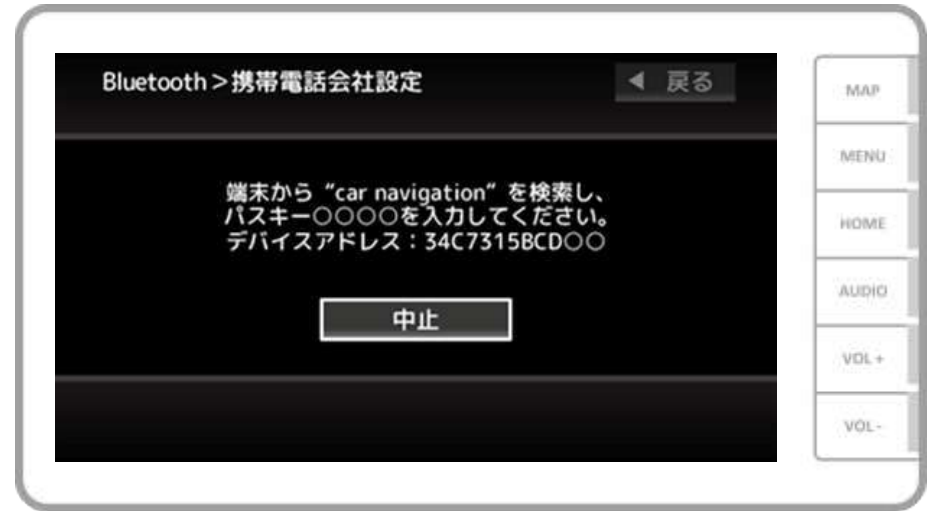 Bluetooth>携帯電話会社設定
◀ 戻る
端末から“car navigation”を検索し、
パスキー○○○○を入力してください。
デバイスアドレス：34C7315BCD○○
中止
MAP
MENU
HOME
AUDIO
VOL +
VOL -